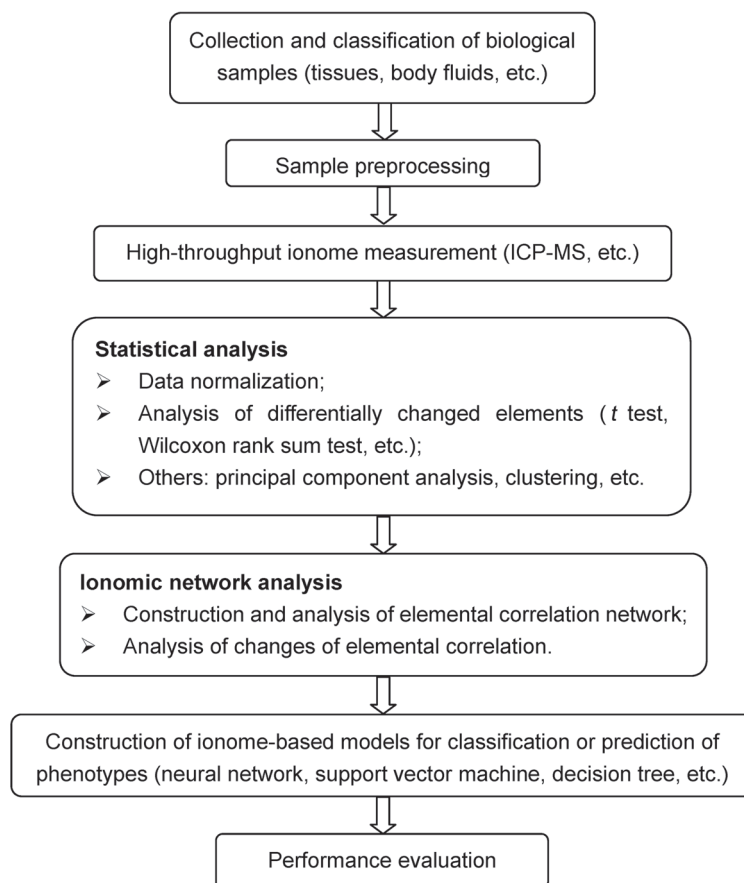 Collection and classification of biological
samples (tissues, body fluids, etc.)
Sample preprocessing
High-throughput ionome measurement (ICP-MS, etc.)
Statistical analysis
➢ Data normalization;
➢ Analysis of differentially changed elements (t test,
Wilcoxon rank sum test, etc.);
➢ Others: principal component analysis, clustering, etc.
Ionomic network analysis
➢ Construction and analysis of elemental correlation network;
➢ Analysis of changes of elemental correlation.
Construction of ionome-based models for classification or prediction of
phenotypes (neural network, support vector machine, decision tree, etc.)
Performance evaluation